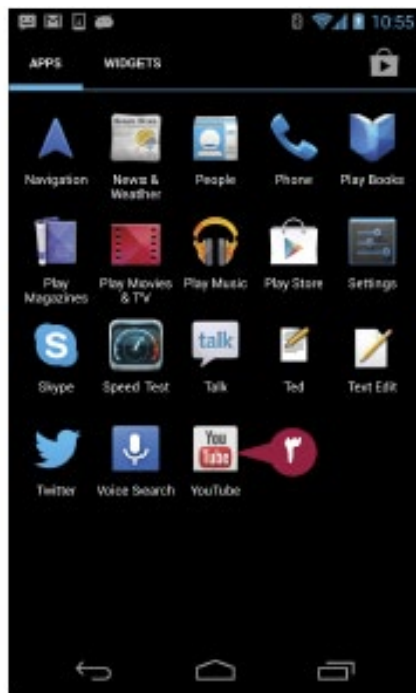 10:55
APPS WIDGETS
Navigation News & Weather People Phone Play Books
Play Magazines Play Movies & TV Play Music Play Store Settings
talk
Skype Speed Test Talk Ted Text Edit
You Tube ٣
Twitter Voice Search YouTube